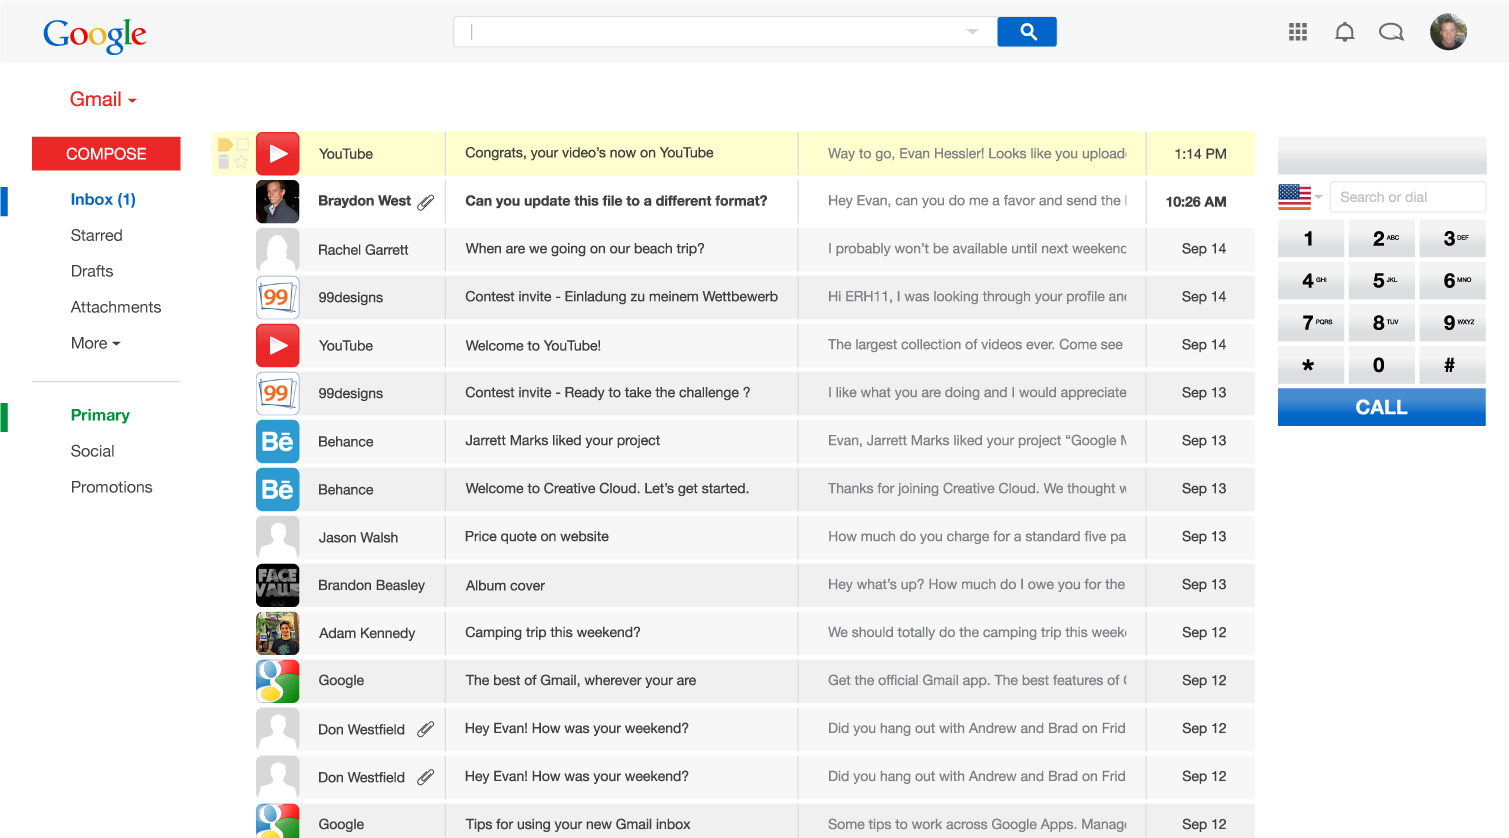 Google
Gmail
COMPOSE
Inbox (1)
Starred
Drafts
Attachments
More
Primary
Social
Promotions
YouTube Congrats, your video's now on YouTube Way to go, Evan Hessler! Looks like you upload 1:14 PM
Braydon West Can you update this file to a different format? Hey Evan, can you do me a favor and send the 10:26 AM
Rachel Garrett When are we going on our beach trip? I probably won't be available until next weekend Sep 14
99
99designs Contest invite - Einladung zu meinem Wettbewerb Hi ERH11, I was looking through your profile and Sep 14
YouTube Welcome to YouTube! The largest collection of videos ever. Come see Sep 14
99
99designs Contest invite - Ready to take the challenge ? I like what you are doing and I would appreciate Sep 13
Bē
Behance Jarrett Marks liked your project Evan, Jarrett Marks liked your project “Google Sep 13
Bē
Behance Welcome to Creative Cloud. Let's get started. Thanks for joining Creative Cloud. We thought Sep 13
Jason Walsh Price quote on website How much do you charge for a standard five pa Sep 13
FACE
VALUE
Brandon Beasley Album cover Hey what's up? How much do I owe you for the Sep 13
Adam Kennedy Camping trip this weekend? We should totally do the camping trip this week Sep 12
Google The best of Gmail, wherever your are Get the official Gmail app. The best features of Sep 12
Don Westfield Hey Evan! How was your weekend? Did you hang out with Andrew and Brad on Frid Sep 12
Don Westfield Hey Evan! How was your weekend? Did you hang out with Andrew and Brad on Frid Sep 12
Google Tips for using your new Gmail inbox Some tips to work across Google Apps. Manag Sep 12
Search or dial
1 2 ABC 3 DEF
4 GHI 5 JKL 6 MNO
7 PQRS 8 TUV 9 WXYZ
* 0 #
CALL